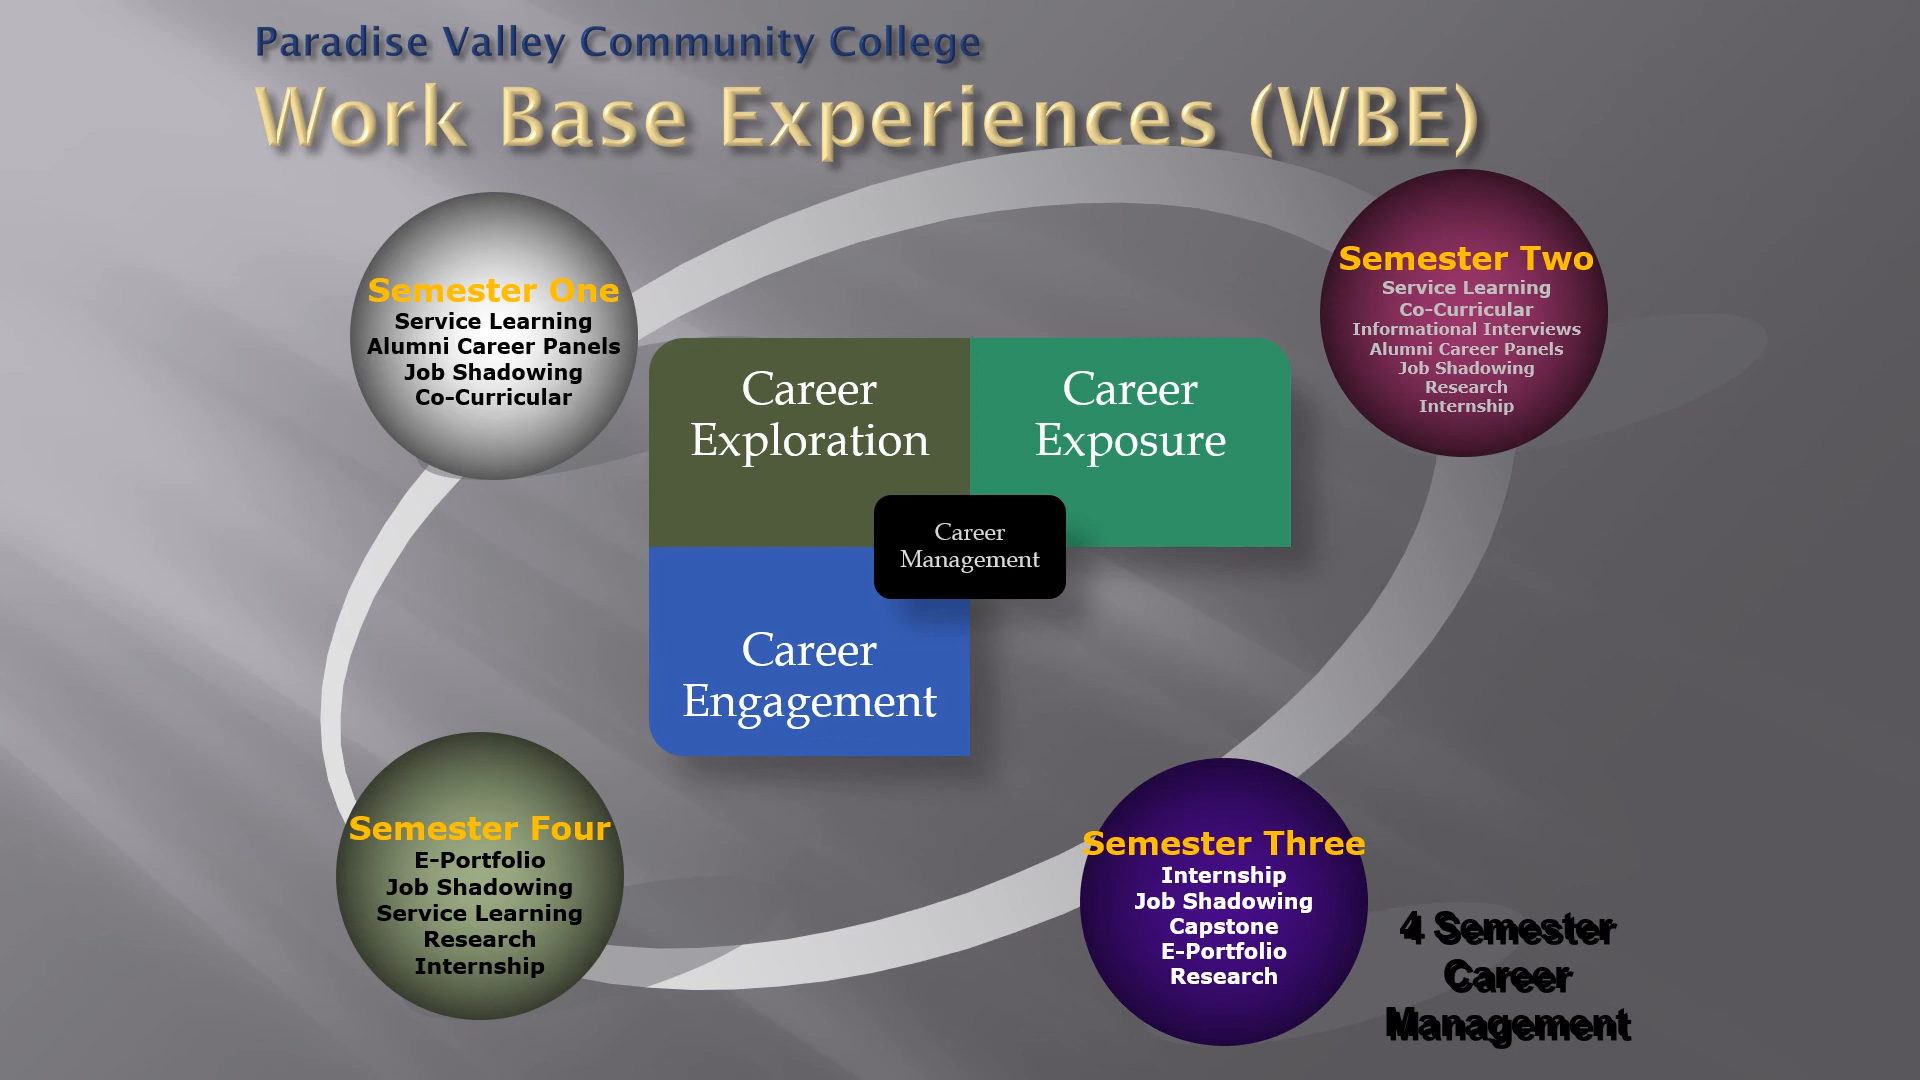 Paradise Valley Community College
Work Base Experiences (WBE)
Semester One
Service Learning
Alumni Career Panels
Job Shadowing
Co-Curricular
Semester Two
Service Learning
Co-Curricular
Informational Interviews
Alumni Career Panels
Job Shadowing
Research
Internship
Career
Exploration
Career
Exposure
Career
Management
Career
Engagement
Semester Four
E-Portfolio
Job Shadowing
Service Learning
Research
Internship
Semester Three
Internship
Job Shadowing
Capstone
E-Portfolio
Research
4 Semester
Career
Management